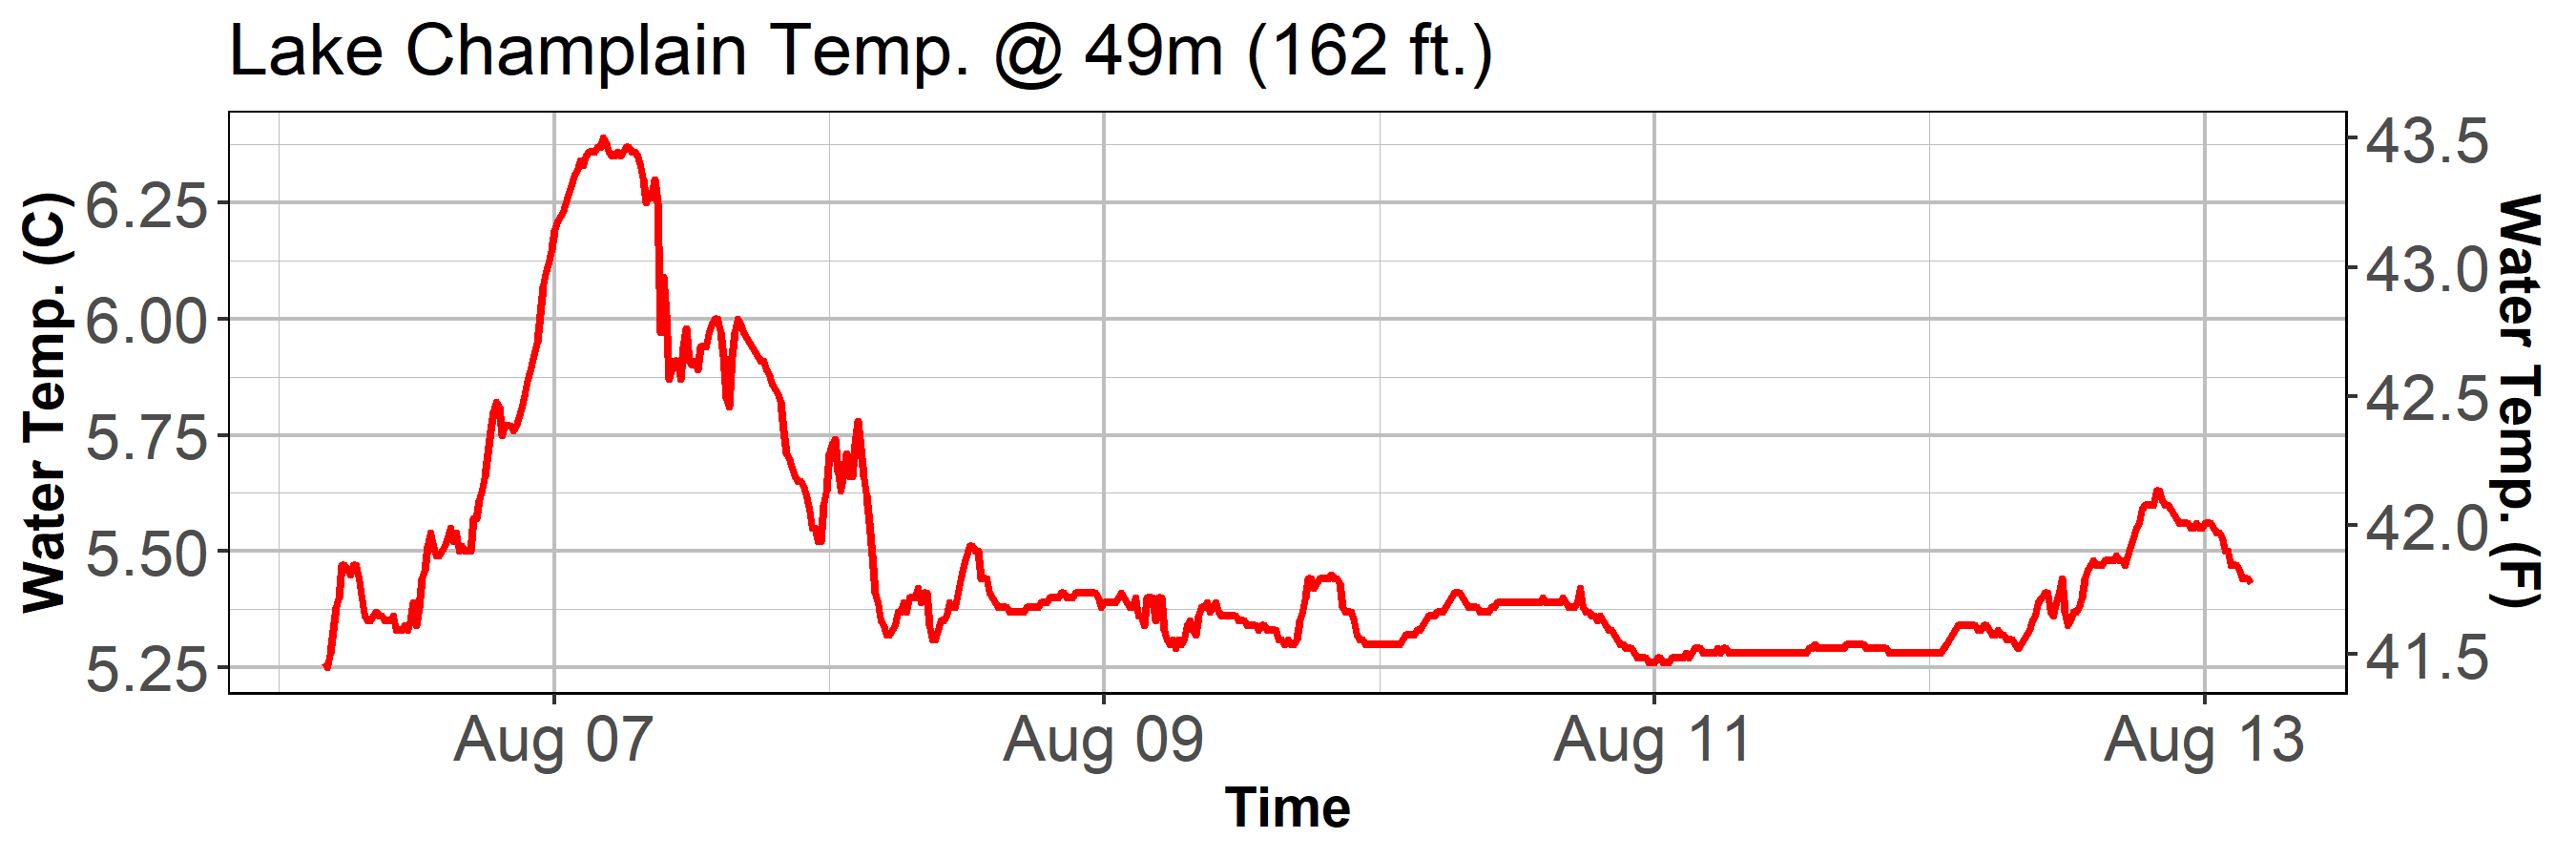 Lake Champlain Temp. @ 49m (162 ft.)
Water Temp. (C)
6.25
6.00
5.75
5.50
5.25
43.5
43.0
42.5
42.0
41.5
Water Temp. (F)
Aug 07 Aug 09 Aug 11 Aug 13
Time